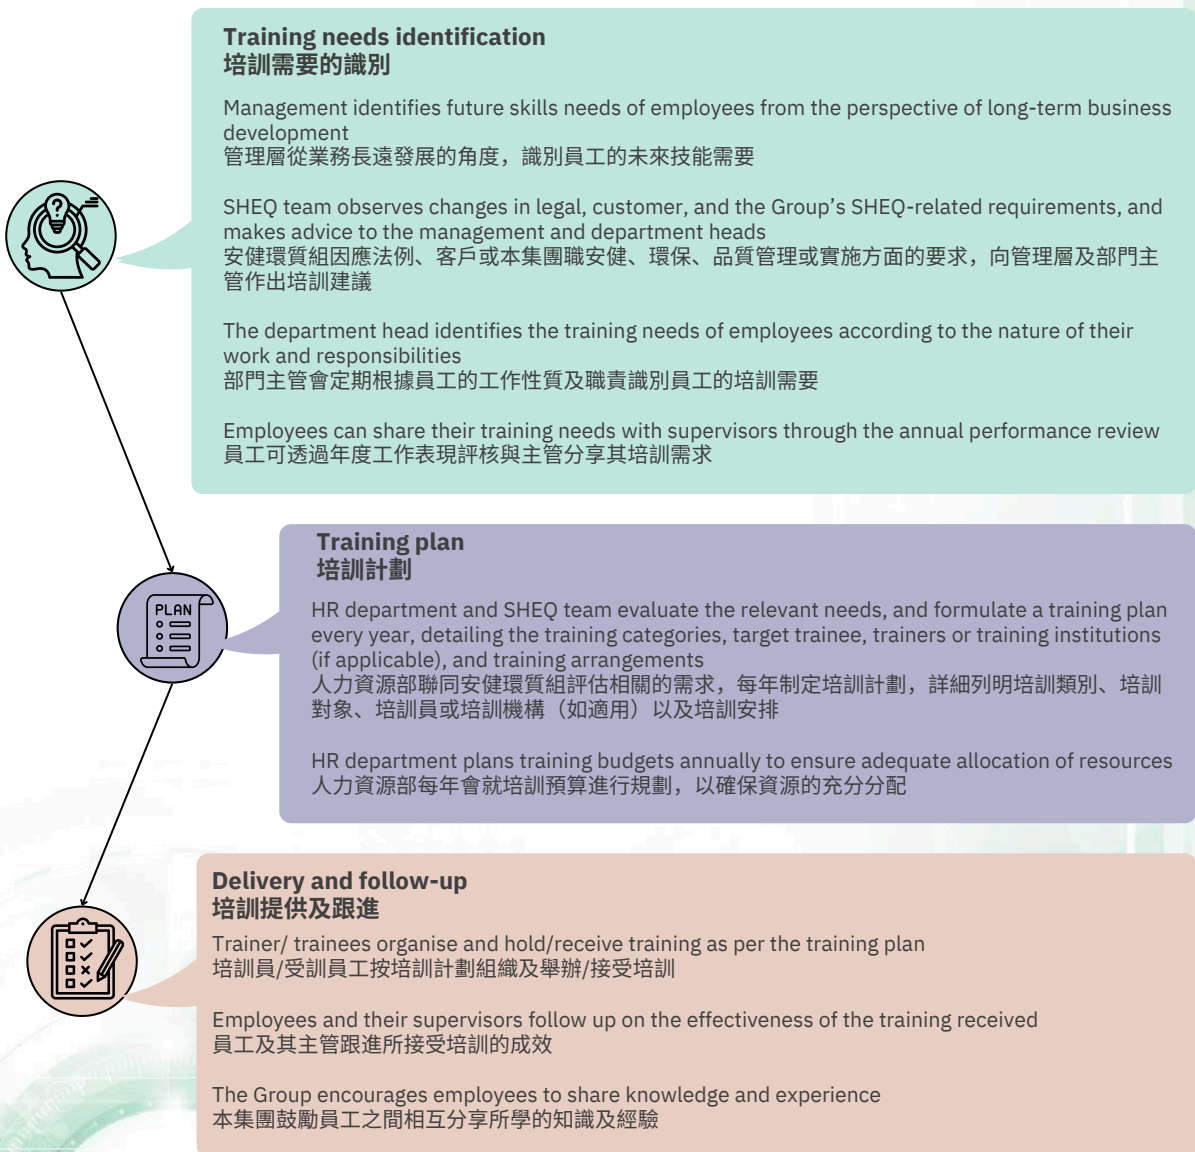 Training needs identification
培訓需要的識別
Management identifies future skills needs of employees from the perspective of long-term business
development
管理層從業務長遠發展的角度，識別員工的未來技能需要
SHEQ team observes changes in legal, customer, and the Group’s SHEQ-related requirements, and
makes advice to the management and department heads
安健環質組因應法例、客戶或本集團職安健、環保、品質管理或實施方面的要求，向管理層及部門主
管作出培訓建議
The department head identifies the training needs of employees according to the nature of their
work and responsibilities
部門主管會定期根據員工的工作性質及職責識別員工的培訓需要
Employees can share their training needs with supervisors through the annual performance review
員工可透過年度工作表現評核與主管分享其培訓需求
Training plan
培訓計劃
PLAN
HR department and SHEQ team evaluate the relevant needs, and formulate a training plan
every year, detailing the training categories, target trainee, trainers or training institutions
(if applicable), and training arrangements
人力資源部聯同安健環質組評估相關的需求，每年制定培訓計劃，詳細列明培訓類別、培訓
對象、培訓員或培訓機構（如適用）以及培訓安排
HR department plans training budgets annually to ensure adequate allocation of resources
人力資源部每年會就培訓預算進行規劃，以確保資源的充分分配
Delivery and follow-up
培訓提供及跟進
Trainer/ trainees organise and hold/receive training as per the training plan
培訓員/受訓員工按培訓計劃組織及舉辦/接受培訓
Employees and their supervisors follow up on the effectiveness of the training received
員工及其主管跟進所接受培訓的成效
The Group encourages employees to share knowledge and experience
本集團鼓勵員工之間相互分享所學的知識及經驗